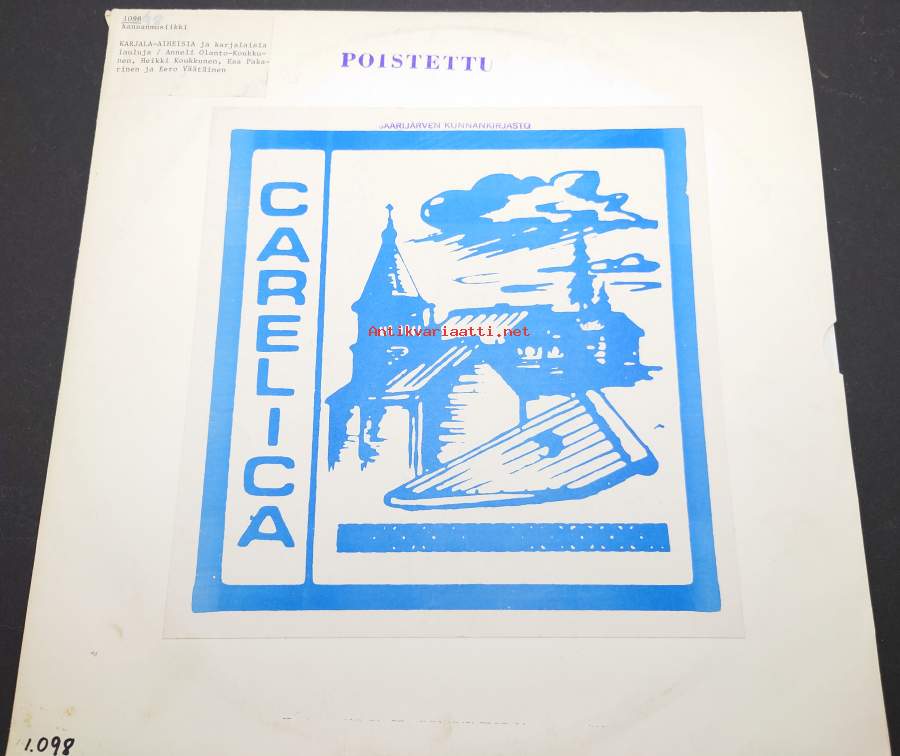 1098
Kansanmusiikki
KARJALA-AIHEISIA ja karjalaisia
lauluja / Anneli Olanto-Koukku-
nen, Heikki Koukkunen, Esa Paka-
rinen ja Eero Väätäinen
POISTETTU
SAARIJÄRVEN KUNNANKIRJASTO
CARELICA
Antikvariaatti.net
1.098